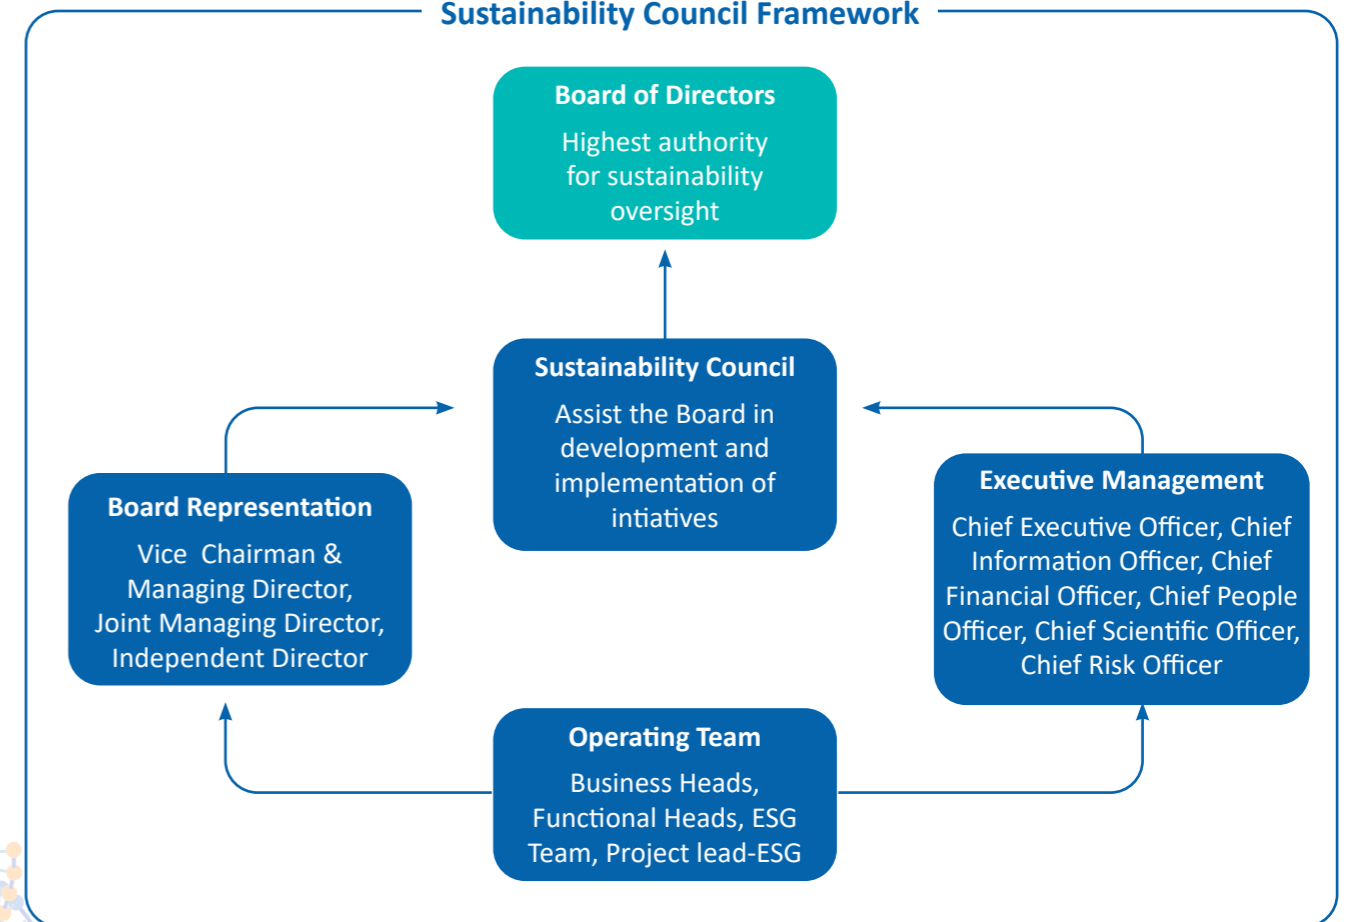 Sustainability Council Framework
Board of Directors
Highest authority
for sustainability
oversight
Sustainability Council
Assist the Board in
development and
implementation of
intiatives
Board Representation
Vice Chairman &
Managing Director,
Joint Managing Director,
Independent Director
Executive Management
Chief Executive Officer, Chief
Information Officer, Chief
Financial Officer, Chief People
Officer, Chief Scientific Officer,
Chief Risk Officer
Operating Team
Business Heads,
Functional Heads, ESG
Team, Project lead-ESG